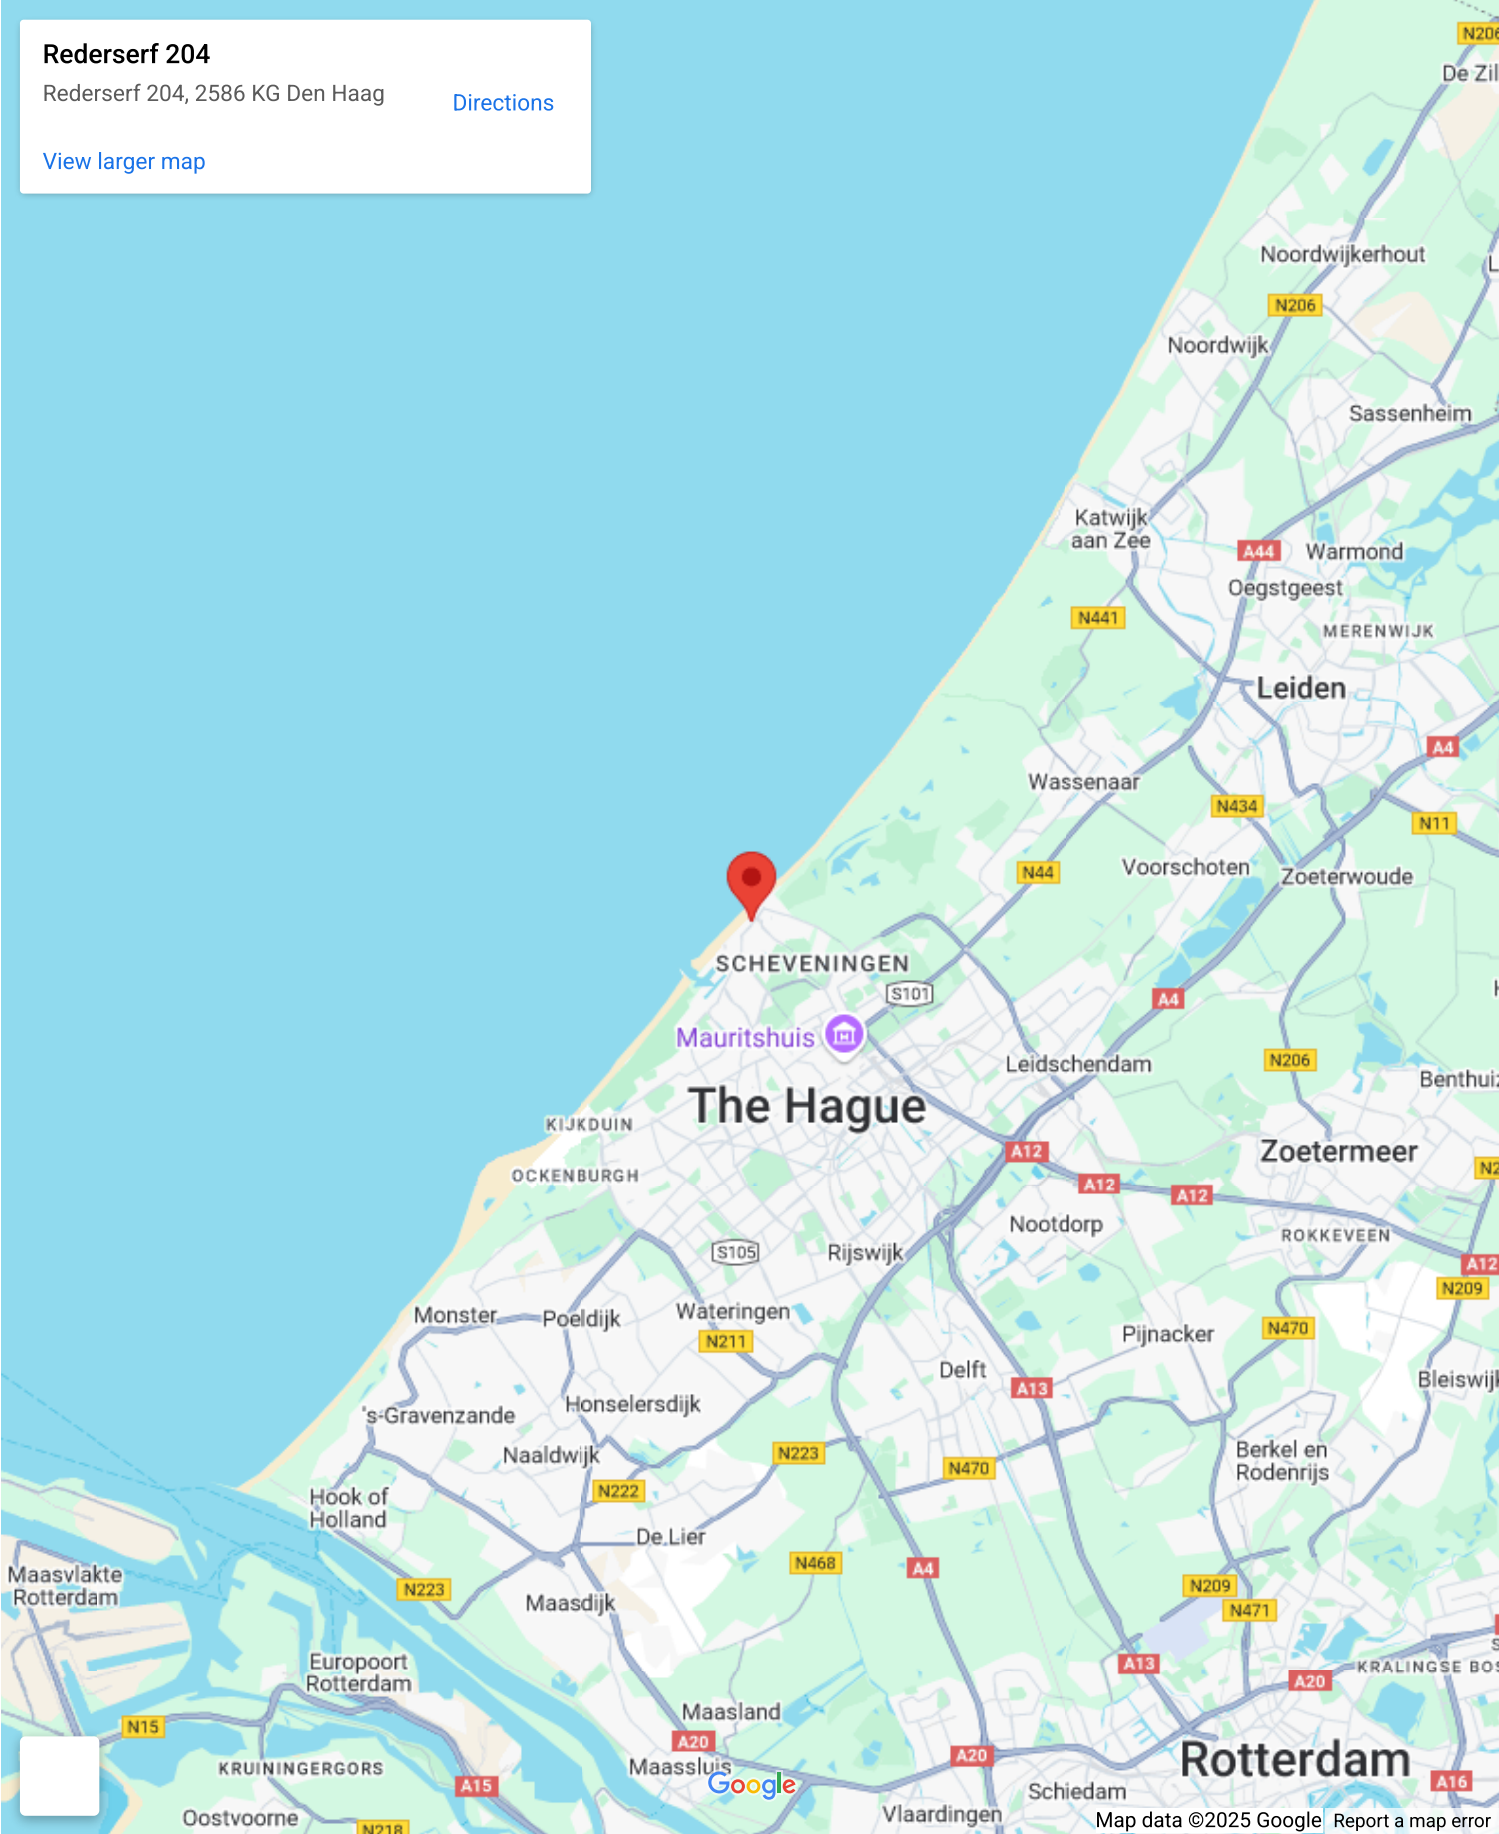 Rederserf 204
Rederserf 204, 2586 KG Den Haag
Directions
View larger map
N206
De Zil
Noordwijkerhout
L
N206
Noordwijk
Sassenheim
Katwijk
aan Zee
A44
Warmond
Oegstgeest
N441
MERENWIJK
Leiden
A4
Wassenaar
N434
N11
N44
Voorschoten
Zoeterwoude
SCHEVENINGEN
S101
A4
Mauritshuis
Leidschendam
N206
Benthuiz
The Hague
KIJKDUIN
A12
Zoetermeer
OCKENBURGH
A12
A12
N2
Nootdorp
ROKKEVEEN
S105
Rijswijk
A12
N209
Monster
Poeldijk
Wateringen
N211
N470
Pijnacker
Delft
A13
Bleiswijk
Honselersdijk
's-Gravenzande
Naaldwijk
N223
N470
Berkel en
Rodenrijs
N222
Hook of
Holland
De Lier
N468
A4
Maasvlakte
Rotterdam
N223
Maasdijk
N209
N471
Europoort
Rotterdam
A13
KRALINGSE BOS
A20
Maasland
N15
A20
A20
Maassluis
KRUININGERGORS
Google
A15
Rotterdam
A16
Schiedam
Oostvoorne
N218
Vlaardingen
Map data ©2025 Google
Report a map error